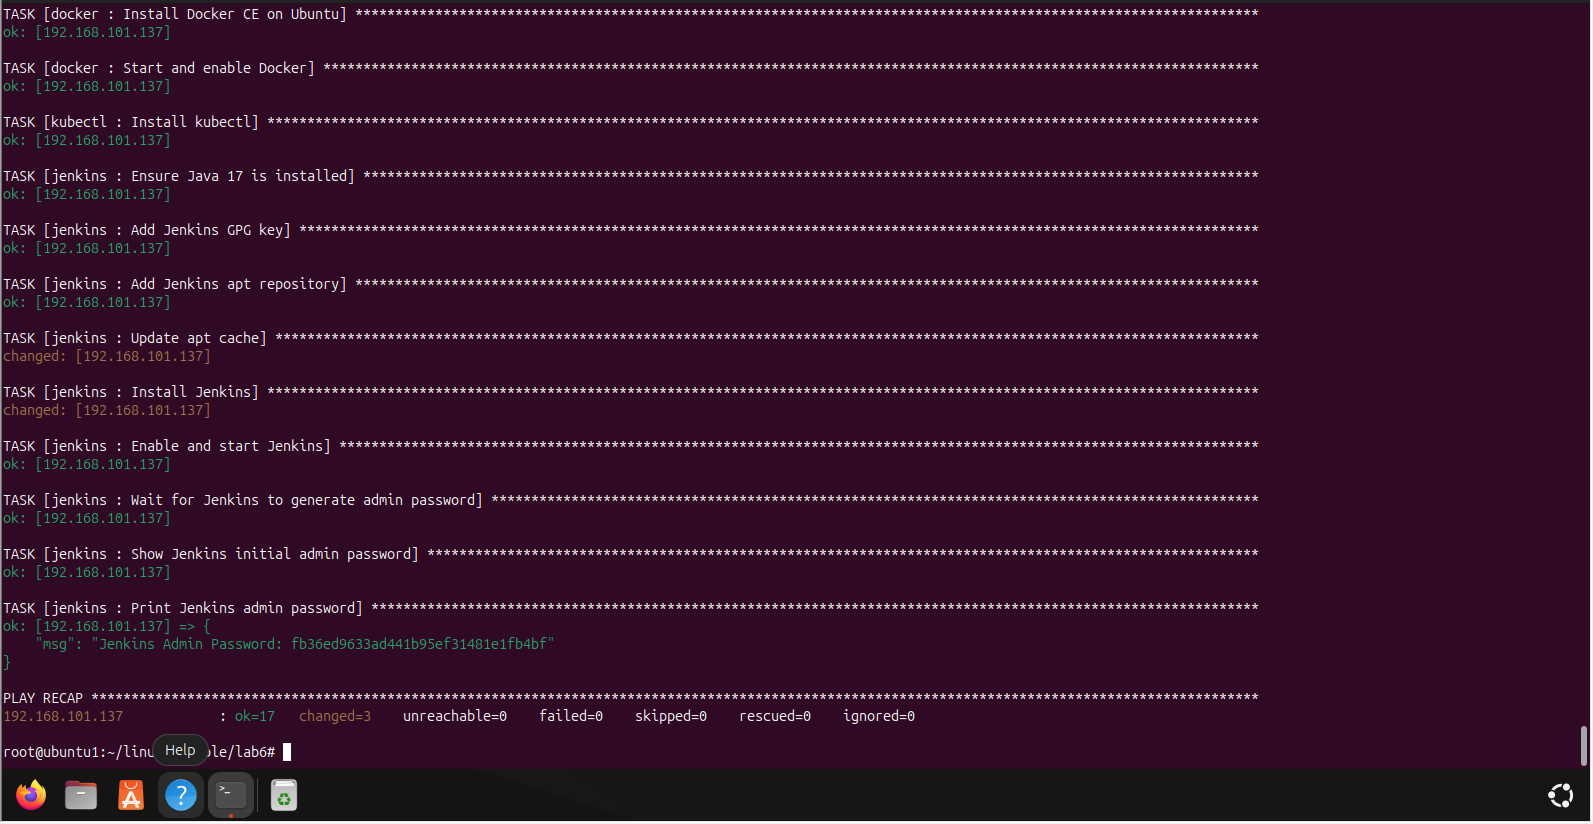 TASK [docker : Install Docker CE on Ubuntu] *****************************************************************************************************************
ok: [192.168.101.137]
TASK [docker : Start and enable Docker] *********************************************************************************************************************
ok: [192.168.101.137]
TASK [kubectl : Install kubectl] ****************************************************************************************************************************
ok: [192.168.101.137]
TASK [jenkins : Ensure Java 17 is installed] ****************************************************************************************************************
ok: [192.168.101.137]
TASK [jenkins : Add Jenkins GPG key] ************************************************************************************************************************
ok: [192.168.101.137]
TASK [jenkins : Add Jenkins apt repository] *****************************************************************************************************************
ok: [192.168.101.137]
TASK [jenkins : Update apt cache] ***************************************************************************************************************************
changed: [192.168.101.137]
TASK [jenkins : Install Jenkins] ****************************************************************************************************************************
changed: [192.168.101.137]
TASK [jenkins : Enable and start Jenkins] *******************************************************************************************************************
ok: [192.168.101.137]
TASK [jenkins : Wait for Jenkins to generate admin password] ************************************************************************************************
ok: [192.168.101.137]
TASK [jenkins : Show Jenkins initial admin password] ********************************************************************************************************
ok: [192.168.101.137]
TASK [jenkins : Print Jenkins admin password] ***************************************************************************************************************
ok: [192.168.101.137] => {
    "msg": "Jenkins Admin Password: fb36ed9633ad441b95ef31481e1fb4bf"
}
PLAY RECAP **************************************************************************************************************************************************
192.168.101.137            : ok=17   changed=3    unreachable=0    failed=0    skipped=0    rescued=0    ignored=0
root@ubuntu1:~/linu Help ble/lab6#